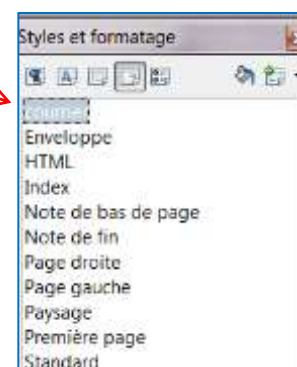 Styles et formatage
Enveloppe
HTML
Index
Note de bas de page
Note de fin
Page droite
Page gauche
Paysage
Première page
Standard